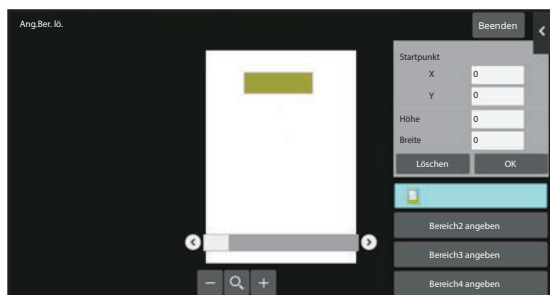 Ang.Ber. lö.
Beenden
Startpunkt
X 0
Y 0
Höhe 0
Breite 0
Löschen OK
Bereich2 angeben
Bereich3 angeben
Bereich4 angeben